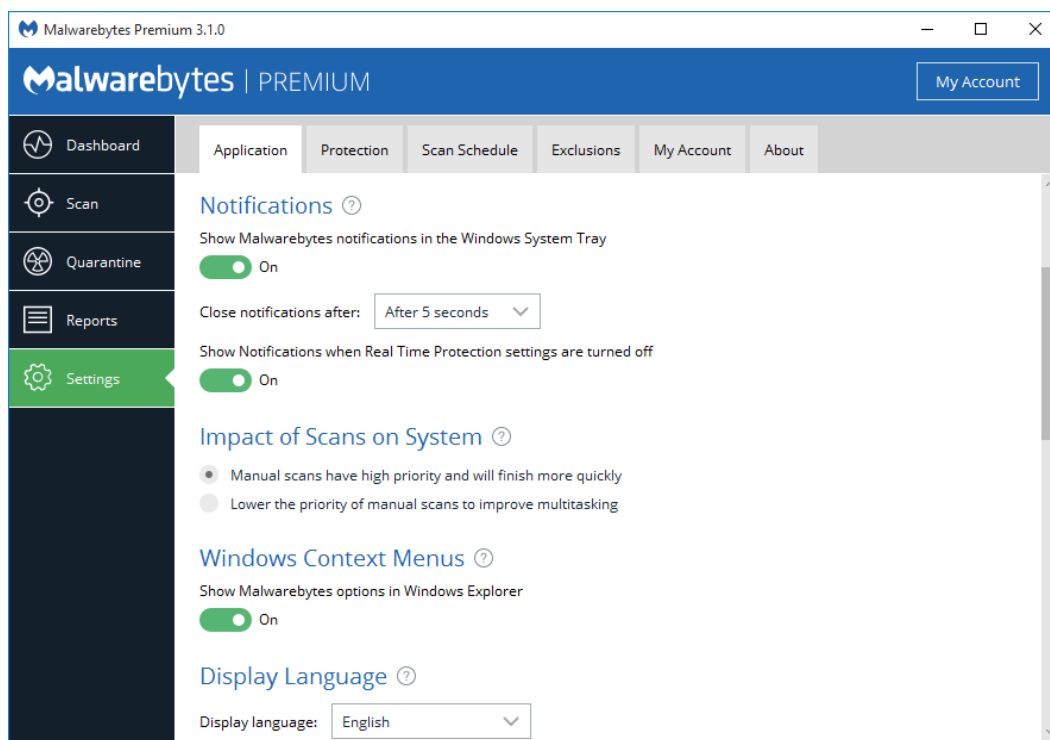 Malwarebytes Premium 3.1.0
Malwarebytes | PREMIUM
My Account
Dashboard
Scan
Quarantine
Reports
Settings
Application Protection Scan Schedule Exclusions My Account About
Notifications ?
Show Malwarebytes notifications in the Windows System Tray
On
Close notifications after: After 5 seconds
Show Notifications when Real Time Protection settings are turned off
On
Impact of Scans on System ?
Manual scans have high priority and will finish more quickly
Lower the priority of manual scans to improve multitasking
Windows Context Menus ?
Show Malwarebytes options in Windows Explorer
On
Display Language ?
Display language: English